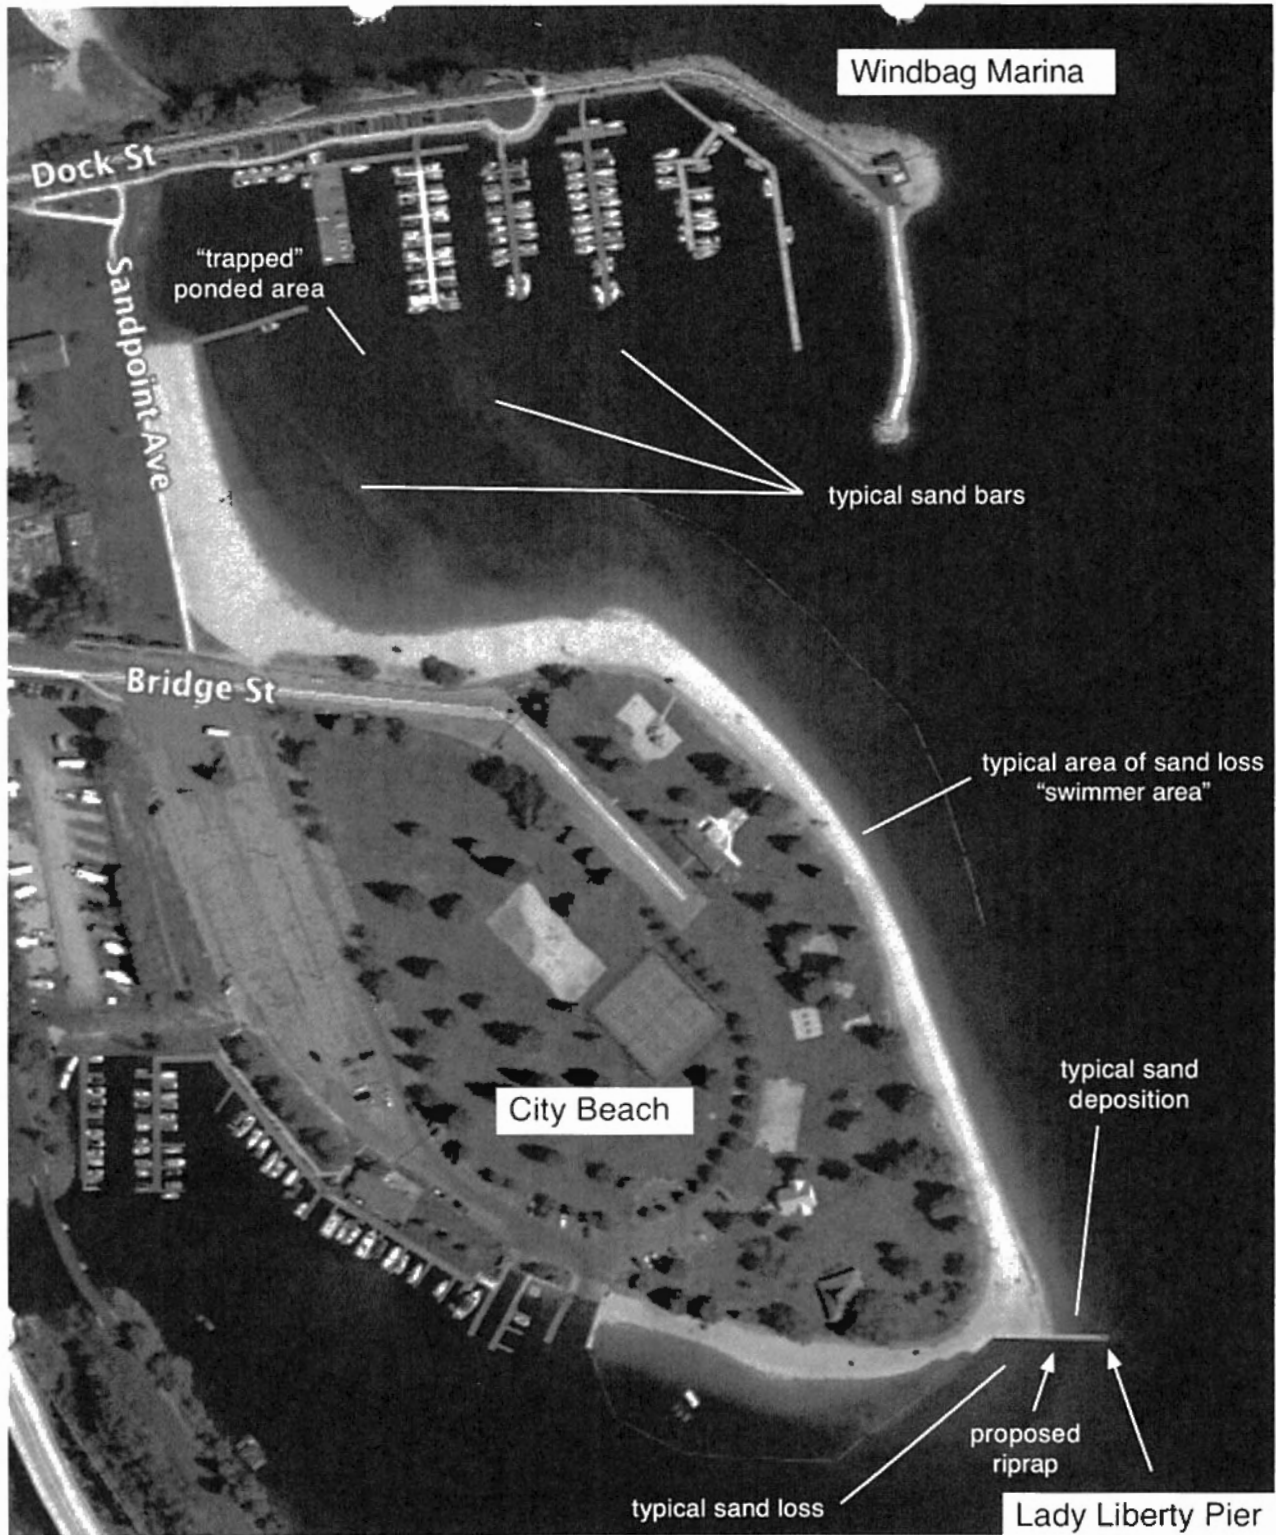 Windbag Marina
Dock St
"trapped"
ponded area
Sandpoint Ave
typical sand bars
Bridge St
typical area of sand loss
"swimmer area"
typical sand
deposition
City Beach
proposed
riprap
typical sand loss
Lady Liberty Pier